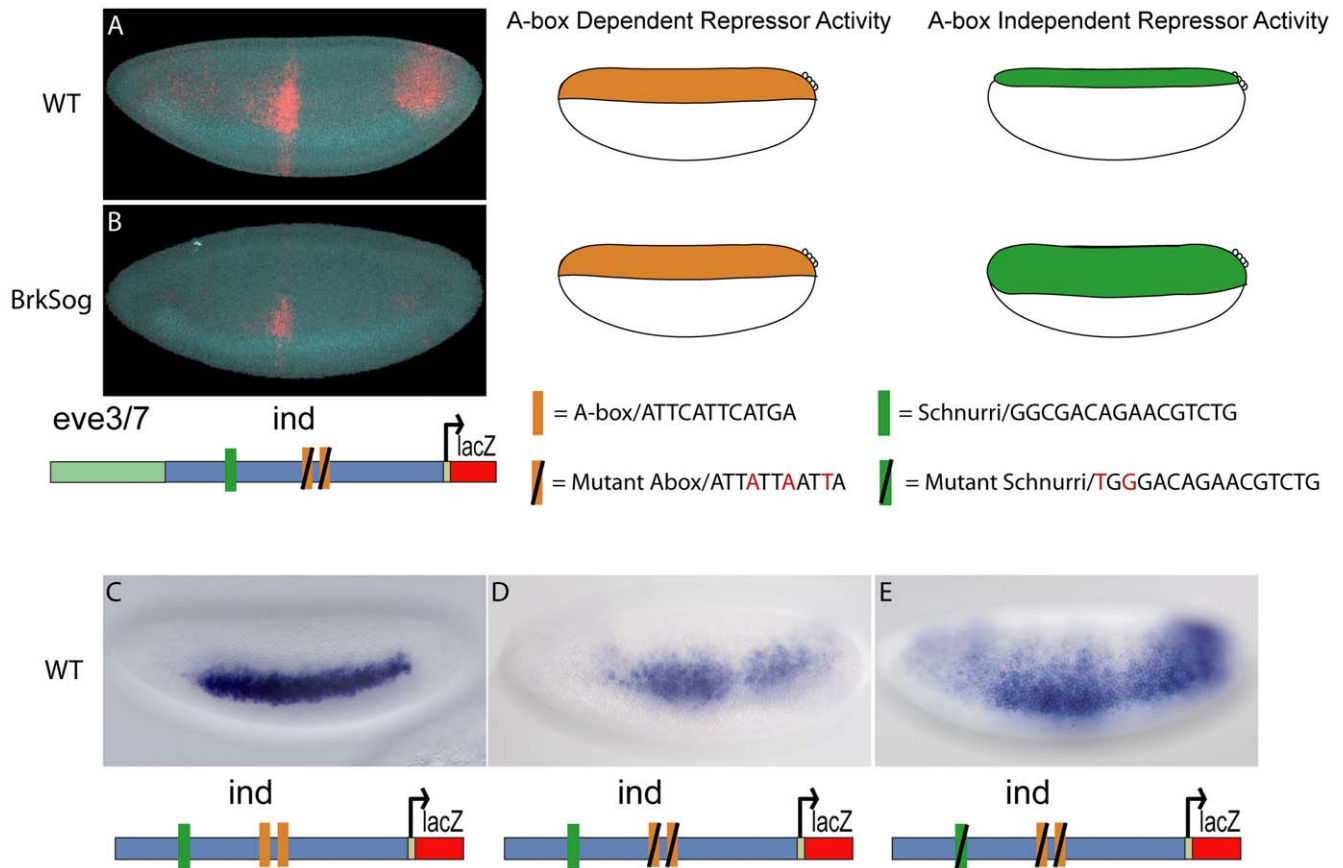 A-box Dependent Repressor Activity
A-box Independent Repressor Activity
A
WT
B
BrkSog
eve3/7
ind
lacZ
= A-box/ATTCATTCATGA
= Schnurri/GGCGACAGAACGTCTG
= Mutant Abox/ATTATTAATTA
= Mutant Schnurri/TGGGACAGAACGTCTG
C
D
E
WT
ind
lacZ
ind
lacZ
ind
lacZ